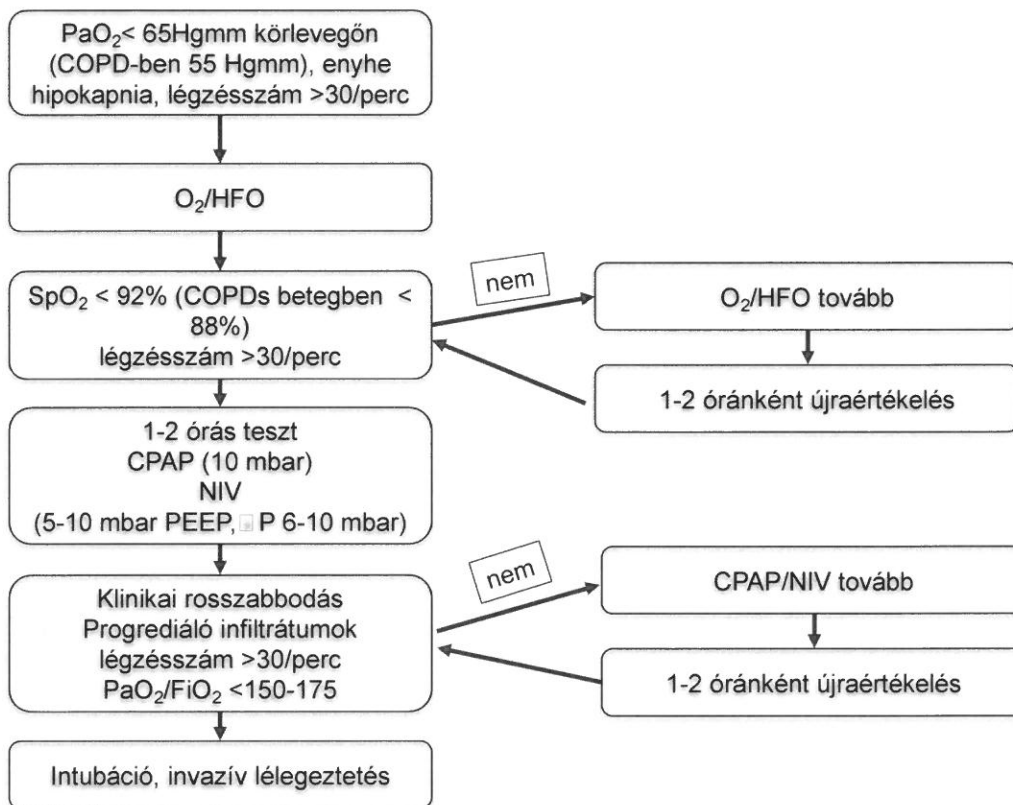 PaO₂< 65Hgmm körlevegőn
(COPD-ben 55 Hgmm), enyhe
hipokapnia, légzésszám >30/perc
O₂/HFO
SpO₂ < 92% (COPDs betegben <
88%)
légzésszám >30/perc
nem
O₂/HFO tovább
1-2 óránként újraértékelés
1-2 órás teszt
CPAP (10 mbar)
NIV
(5-10 mbar PEEP, P 6-10 mbar)
Klinikai rosszabbodás
Progrediáló infiltrátumok
légzésszám >30/perc
PaO₂/FiO₂ <150-175
nem
CPAP/NIV tovább
1-2 óránként újraértékelés
Intubáció, invazív lélegeztetés